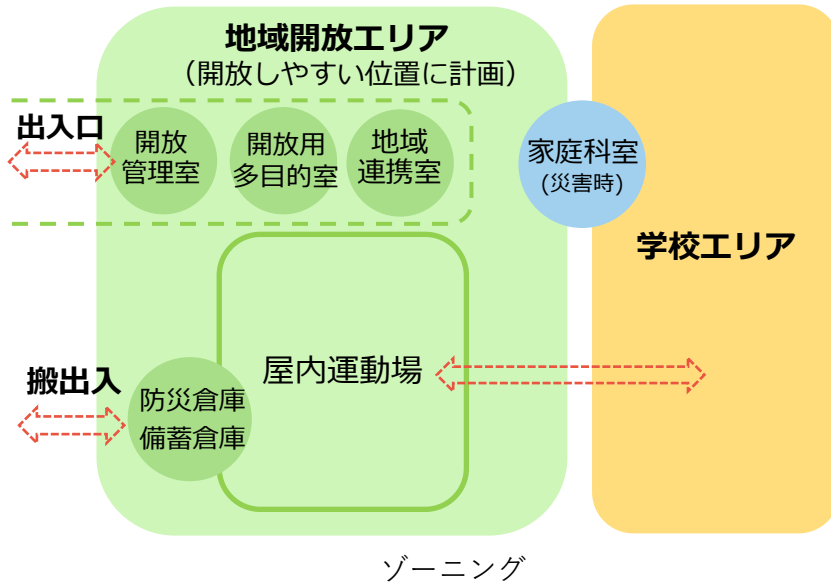 地域開放エリア
（開放しやすい位置に計画）
出入口
開放
管理室
開放用
多目的室
地域
連携室
家庭科室
(災害時)
学校エリア
屋内運動場
搬出入
防災倉庫
備蓄倉庫
ゾーニング